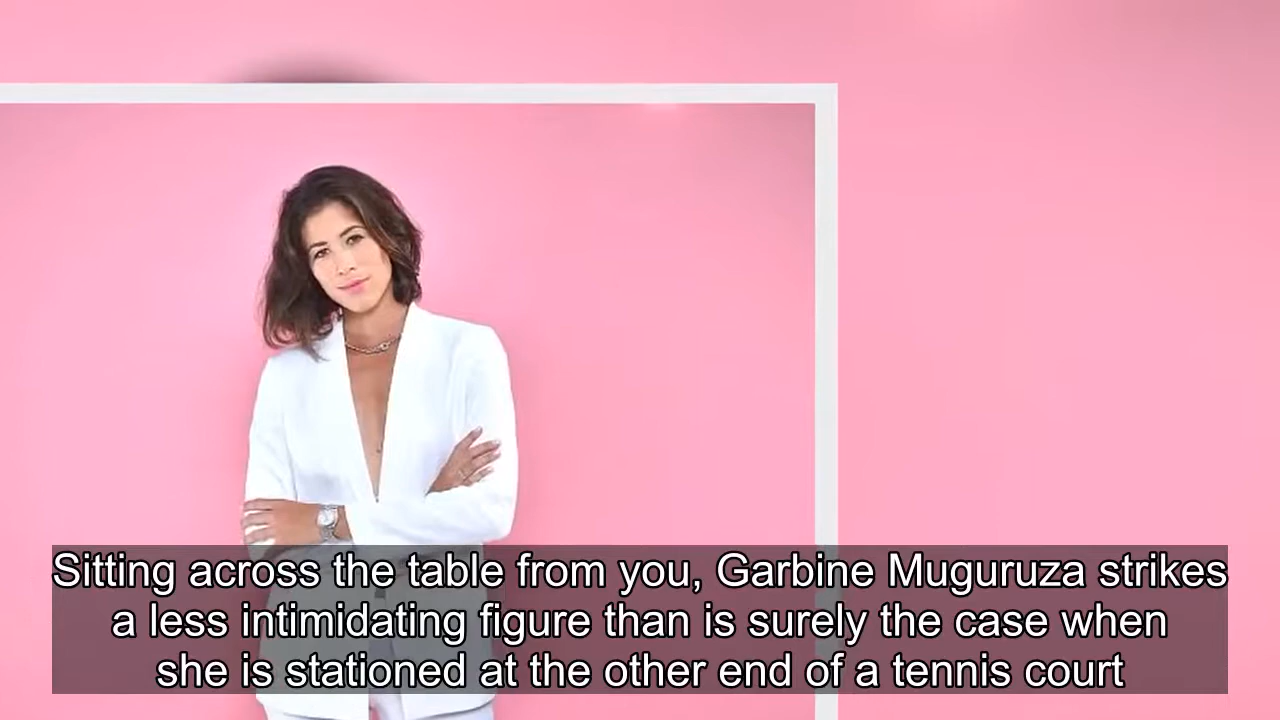 Sitting across the table from you, Garbine Muguruza strikes
a less intimidating figure than is surely the case when
she is stationed at the other end of a tennis court